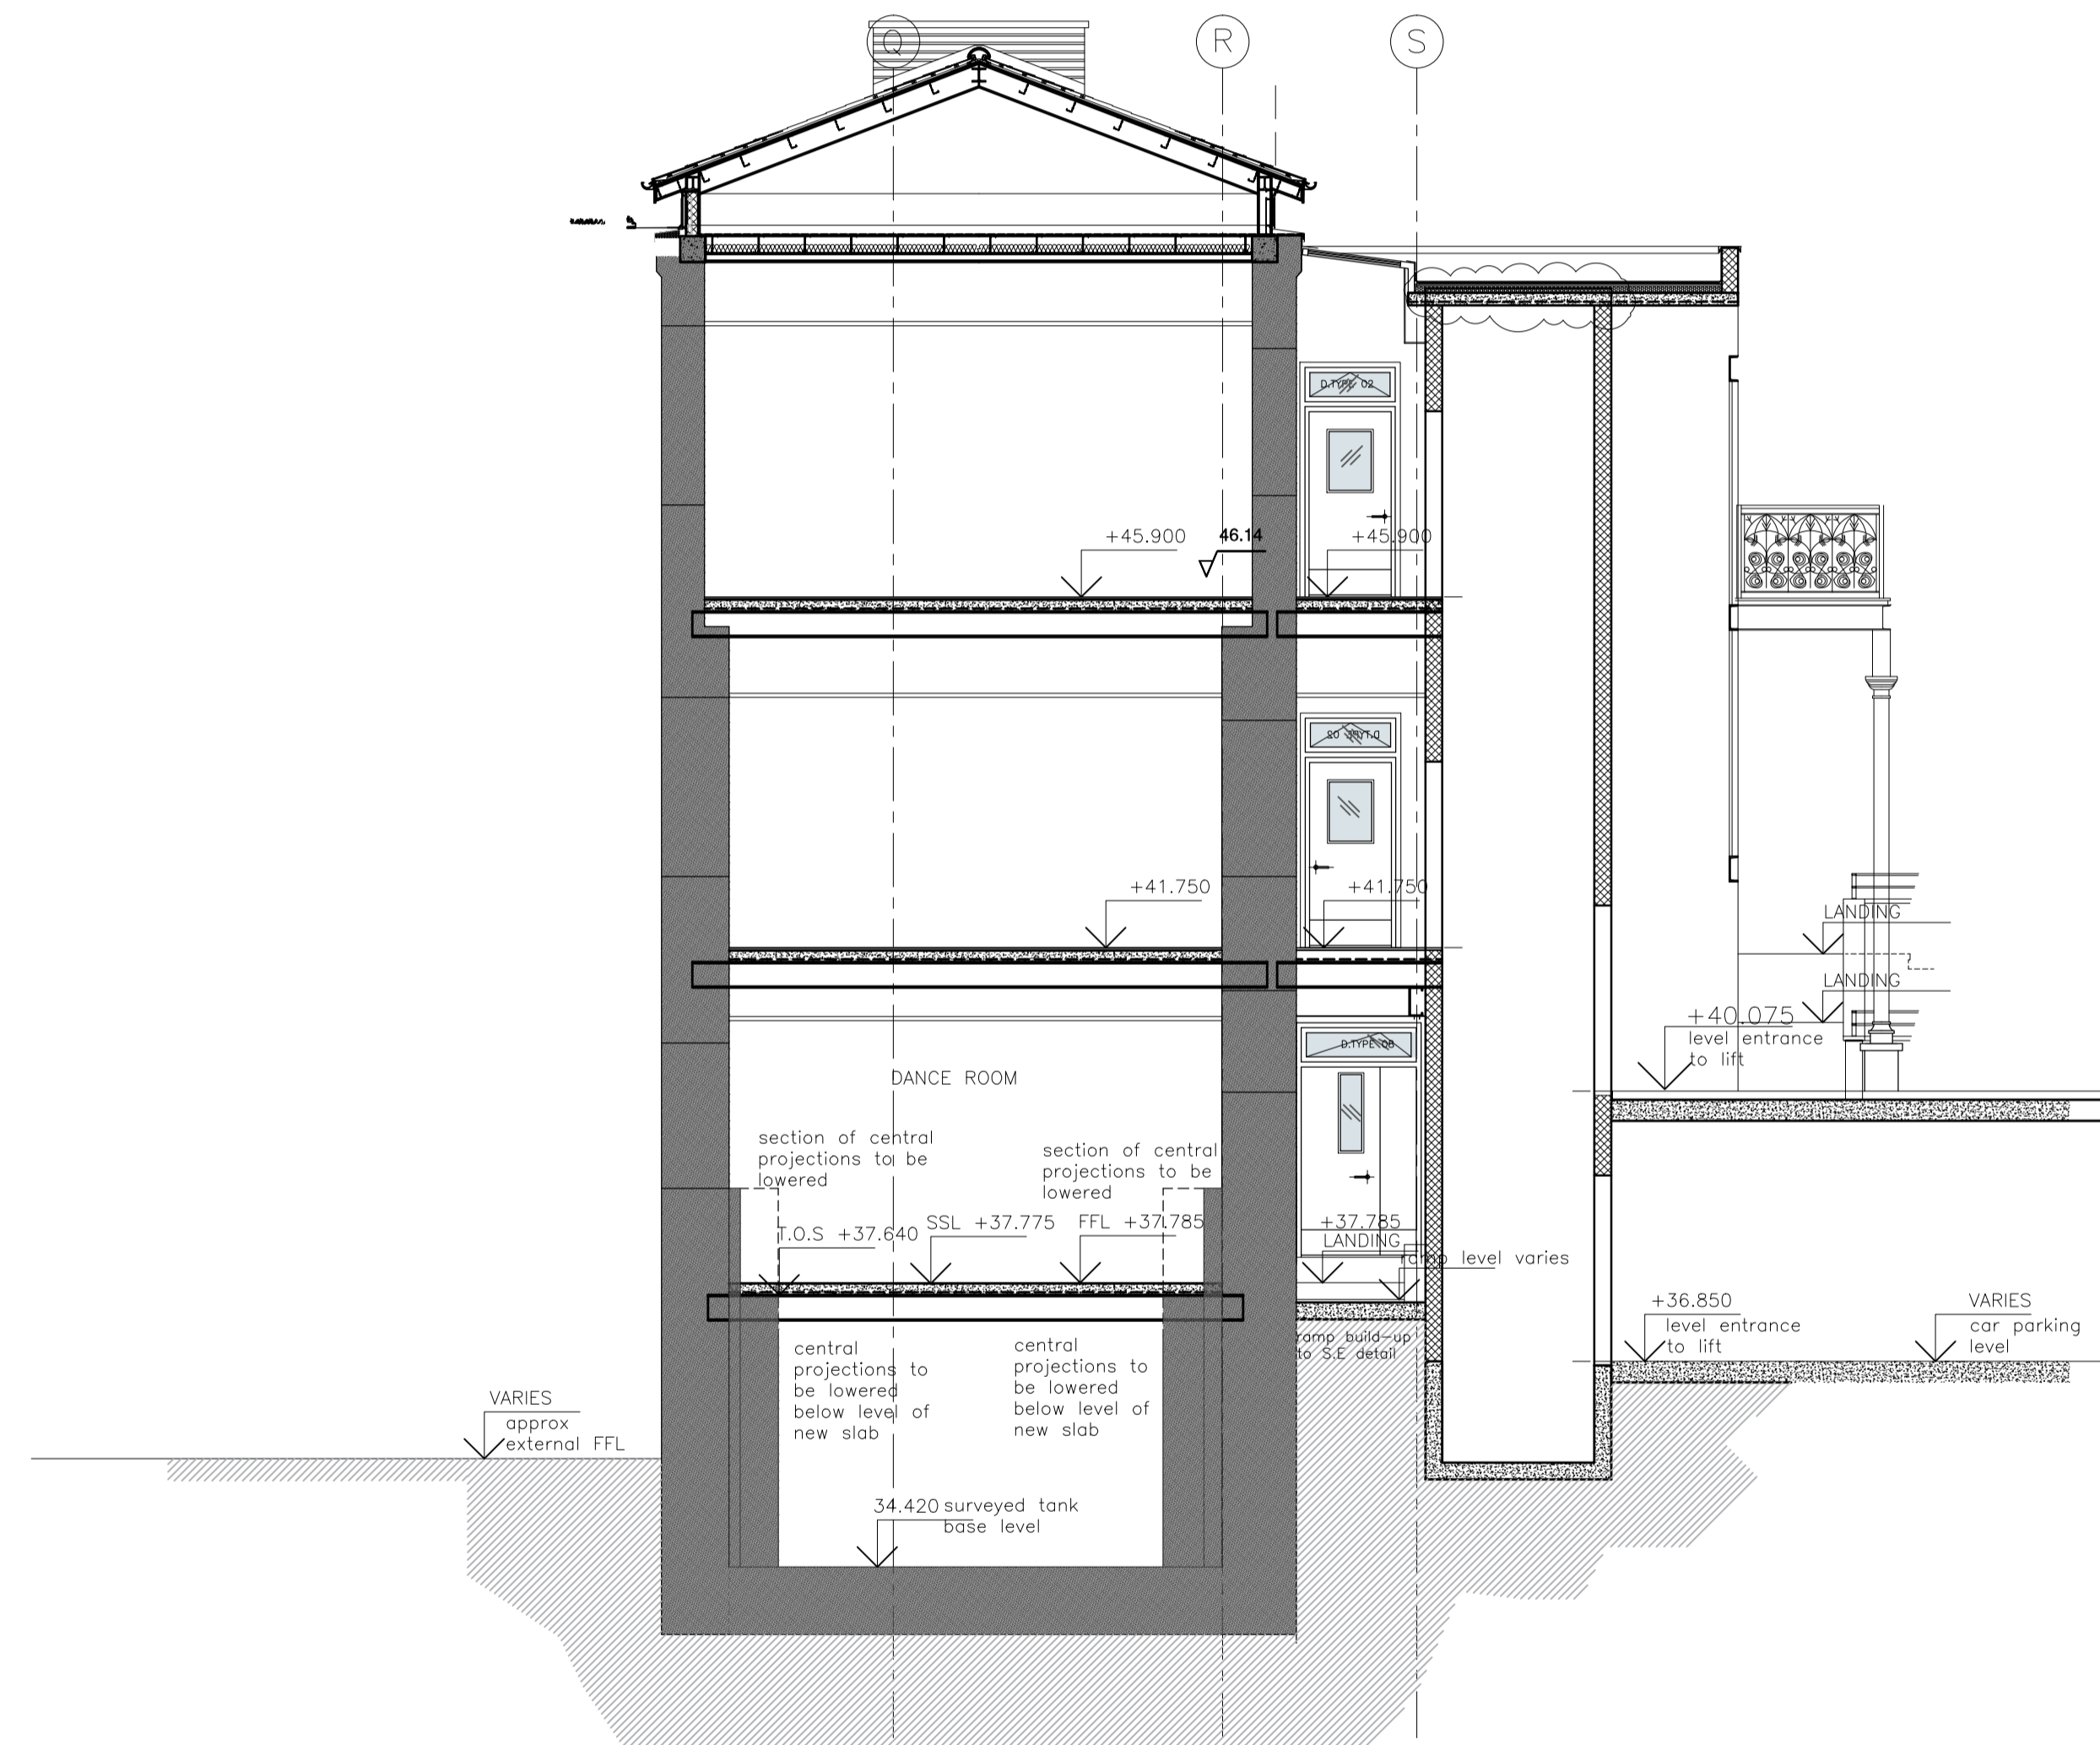 Q
R
S
D.TYPE 02
+45.900
46.14
+45.900
D.TYPE 02
+41.750
+41.750
LANDING
LANDING
+40.075
level entrance
to lift
D.TYPE 08
DANCE ROOM
section of central
projections to be
lowered
section of central
projections to be
lowered
T.O.S +37.640
SSL +37.775
FFL +37.785
+37.785
LANDING
ramp level varies
+36.850
level entrance
to lift
VARIES
car parking
level
ramp build-up
to S.E detail
central
projections to
be lowered
below level of
new slab
central
projections to
be lowered
below level of
new slab
VARIES
approx
external FFL
34.420 surveyed tank
base level